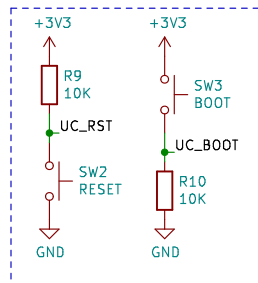 +3V3
R9
10K
UC_RST
SW2
RESET
GND
+3V3
SW3
BOOT
UC_BOOT
R10
10K
GND